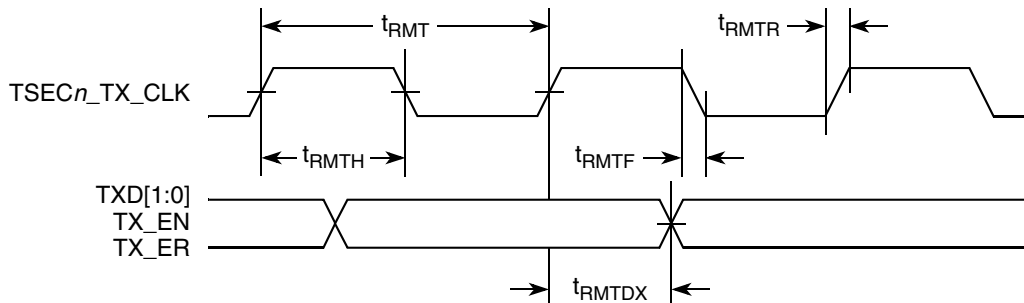 tRMT
tRMTR
TSECn_TX_CLK
tRMTH
tRMTF
TXD[1:0]
TX_EN
TX_ER
tRMTDX